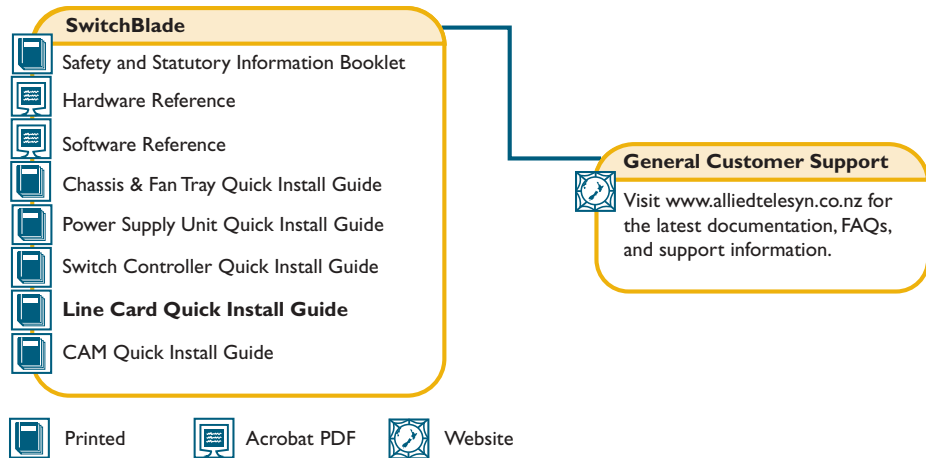 SwitchBlade
Safety and Statutory Information Booklet
Hardware Reference
Software Reference
Chassis & Fan Tray Quick Install Guide
Power Supply Unit Quick Install Guide
Switch Controller Quick Install Guide
Line Card Quick Install Guide
CAM Quick Install Guide
General Customer Support
Visit www.alliedtelesyn.co.nz for
the latest documentation, FAQs,
and support information.
Printed
Acrobat PDF
Website